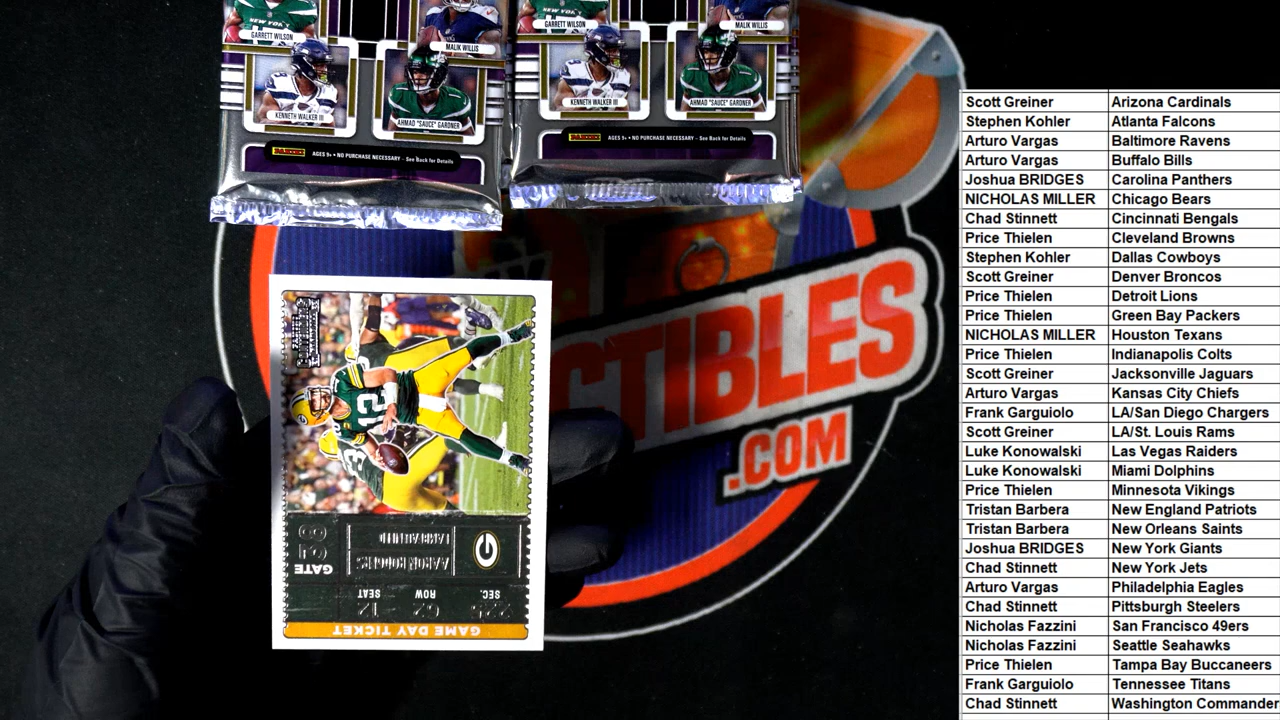 NEW YORK
GARRETT WILSON
MALIK WILLIS
KENNETH WALKER III
AHMAD "SAUCE" GARDNER
PANINI
AGES 9+ • NO PURCHASE NECESSARY - See Back for Details
GARRETT WILSON
MALIK WILLIS
KENNETH WALKER III
AHMAD "SAUCE" GARDNER
PANINI
AGES 9+ • NO PURCHASE NECESSARY - See Back for Details
CTIBLES
.COM
12
G
AARON RODGERS
LAMBEAU FIELD
GATE
SEC.
ROW
SEAT
12
GAME DAY TICKET
Scott Greiner Arizona Cardinals
Stephen Kohler Atlanta Falcons
Arturo Vargas Baltimore Ravens
Arturo Vargas Buffalo Bills
Joshua BRIDGES Carolina Panthers
NICHOLAS MILLER Chicago Bears
Chad Stinnett Cincinnati Bengals
Price Thielen Cleveland Browns
Stephen Kohler Dallas Cowboys
Scott Greiner Denver Broncos
Price Thielen Detroit Lions
Price Thielen Green Bay Packers
NICHOLAS MILLER Houston Texans
Price Thielen Indianapolis Colts
Scott Greiner Jacksonville Jaguars
Arturo Vargas Kansas City Chiefs
Frank Garguiolo LA/San Diego Chargers
Scott Greiner LA/St. Louis Rams
Luke Konowalski Las Vegas Raiders
Luke Konowalski Miami Dolphins
Price Thielen Minnesota Vikings
Tristan Barbera New England Patriots
Tristan Barbera New Orleans Saints
Joshua BRIDGES New York Giants
Chad Stinnett New York Jets
Arturo Vargas Philadelphia Eagles
Chad Stinnett Pittsburgh Steelers
Nicholas Fazzini San Francisco 49ers
Nicholas Fazzini Seattle Seahawks
Price Thielen Tampa Bay Buccaneers
Frank Garguiolo Tennessee Titans
Chad Stinnett Washington Commander